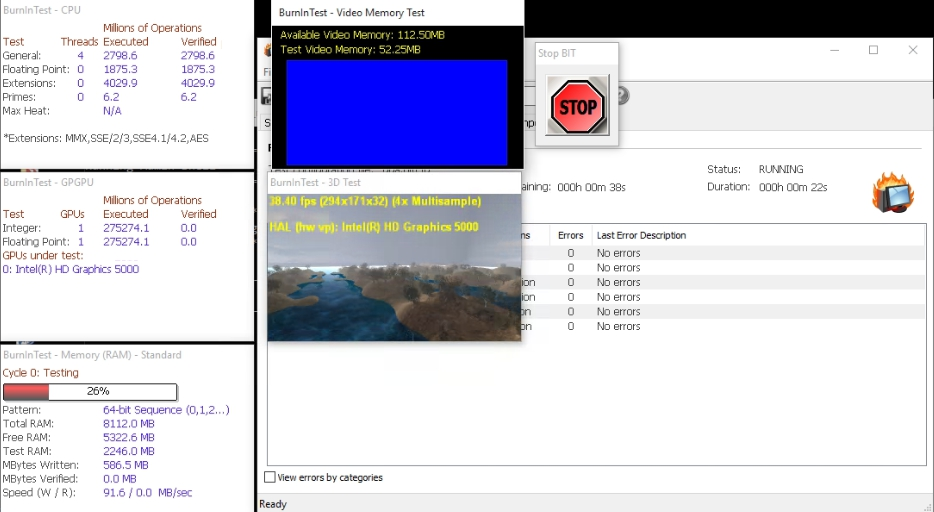 BurnInTest - CPU
Millions of Operations
Test Threads Executed Verified
General: 4 2798.6 2798.6
Floating Point: 0 1875.3 1875.3
Extensions: 0 4029.9 4029.9
Primes: 0 6.2 6.2
Max Heat: N/A
*Extensions: MMX,SSE/2/3,SSE4.1/4.2,AES
BurnInTest - GPGPU
Millions of Operations
Test GPUs Executed Verified
Integer: 1 275274.1 0.0
Floating Point: 1 275274.1 0.0
GPUs under test:
0: Intel(R) HD Graphics 5000
BurnInTest - Memory (RAM) - Standard
Cycle 0: Testing
26%
Pattern: 64-bit Sequence (0,1,2...)
Total RAM: 8112.0 MB
Free RAM: 5322.6 MB
Test RAM: 2246.0 MB
MBytes Written: 586.5 MB
MBytes Verified: 0.0 MB
Speed (W / R): 91.6 / 0.0 MB/sec
BurnInTest - Video Memory Test
Available Video Memory: 112.50MB
Test Video Memory: 52.25MB
BurnInTest - 3D Test
38.40 fps (294x171x32) (4x Multisample)
HAL (hw vp): Intel(R) HD Graphics 5000
Stop BIT
STOP
aining: 000h 00m 38s
Status: RUNNING
Duration: 000h 00m 22s
ns Errors Last Error Description
0 No errors
0 No errors
ion 0 No errors
ion 0 No errors
on 0 No errors
on 0 No errors
View errors by categories
Ready